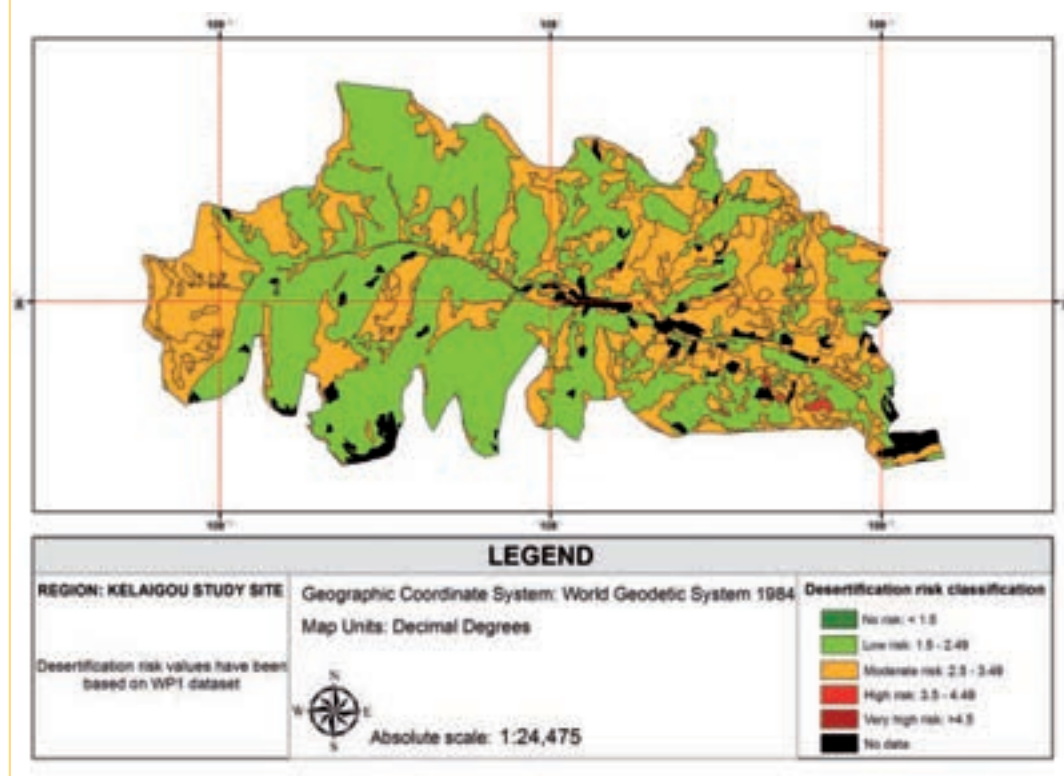 LEGEND
REGION: KELAIGOU STUDY SITE
Desertification risk values have been
based on WP1 dataset
Geographic Coordinate System: World Geodetic System 1984
Map Units: Decimal Degrees
N
W E
S
Absolute scale: 1:24,475
Desertification risk classification
No risk: < 1.5
Low risk: 1.5 - 2.49
Moderate risk: 2.5 - 3.49
High risk: 3.5 - 4.49
Very high risk: >4.5
No data